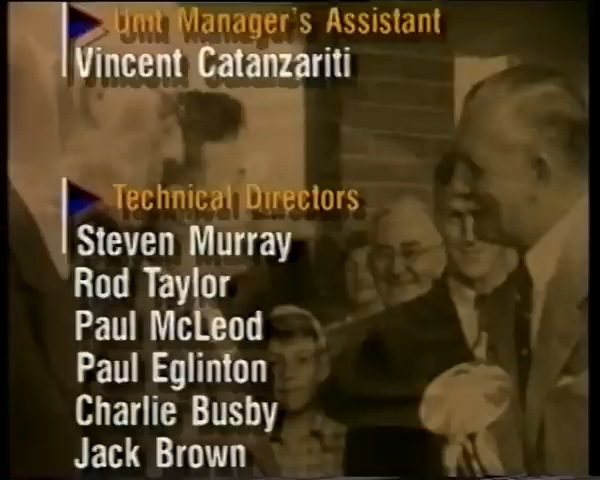 Unit Manager's Assistant
Vincent Catanzariti
Technical Directors
Steven Murray
Rod Taylor
Paul McLeod
Paul Eglinton
Charlie Busby
Jack Brown